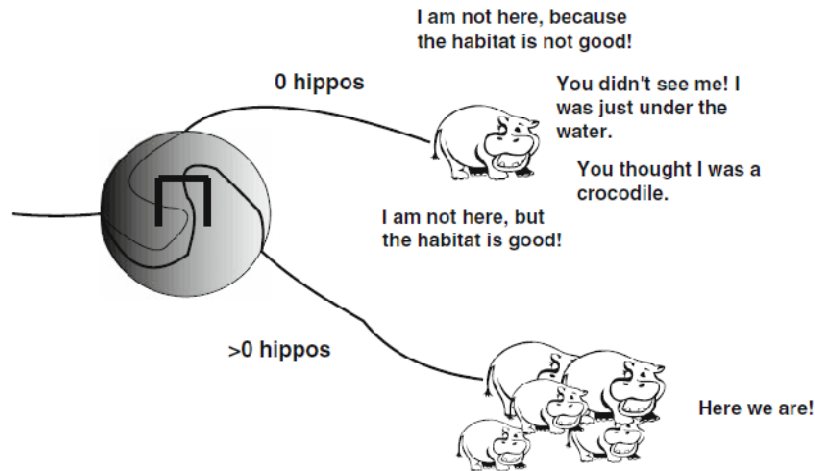 I am not here, because
the habitat is not good!
0 hippos
You didn't see me! I
was just under the
water.
You thought I was a
crocodile.
Π
I am not here, but
the habitat is good!
>0 hippos
Here we are!